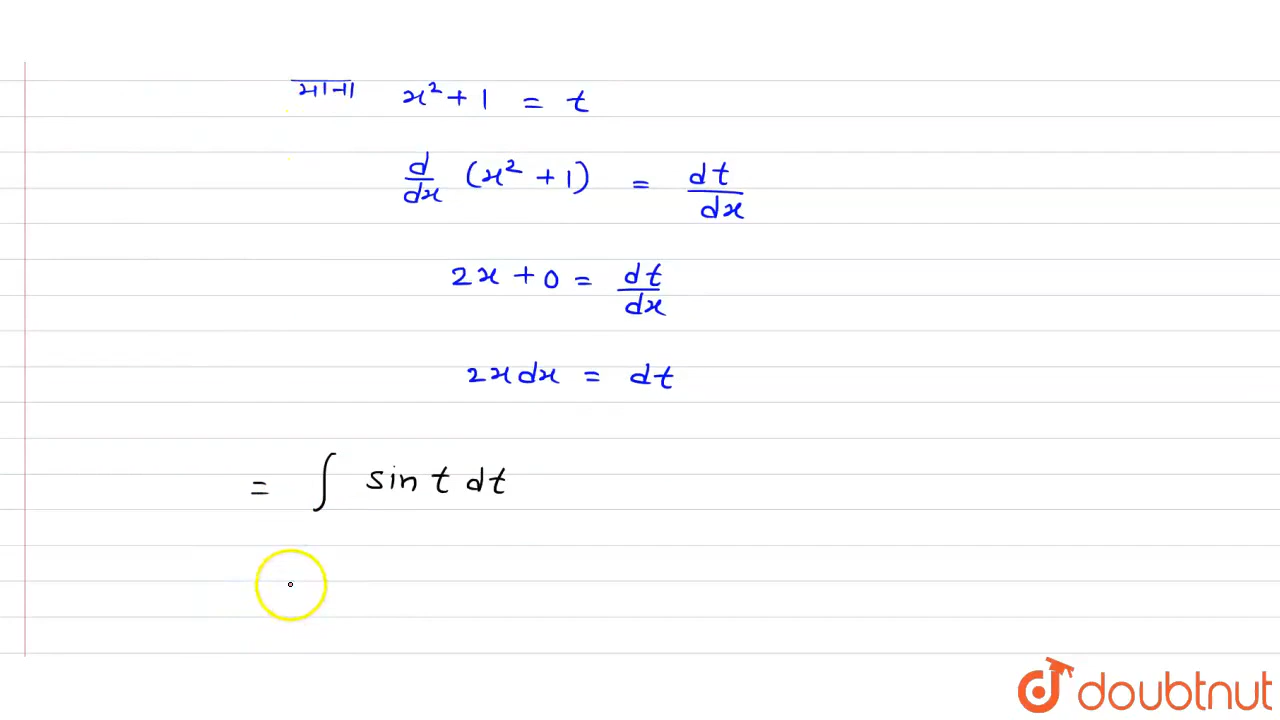 x² + 1 = t
d/dx (x² + 1) = dt/dx
2x + 0 = dt/dx
2x dx = dt
= ∫ sin t dt
doubtnut